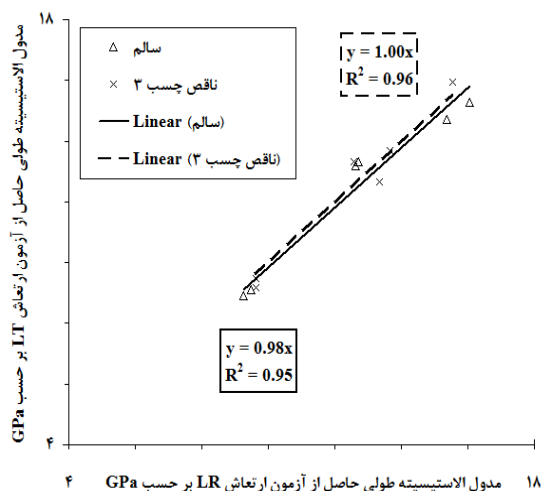 ۱۸
سالم
ناقص چسب ۳
Linear (سالم)
Linear (ناقص چسب ۳)
y = 1.00x
R² = 0.96
y = 0.98x
R² = 0.95
مدول الاستیسیته طولی حاصل از آزمون ارتعاش LT بر حسب GPa
۴
۴
مدول الاستیسیته طولی حاصل از آزمون ارتعاش LR بر حسب GPa
۱۸